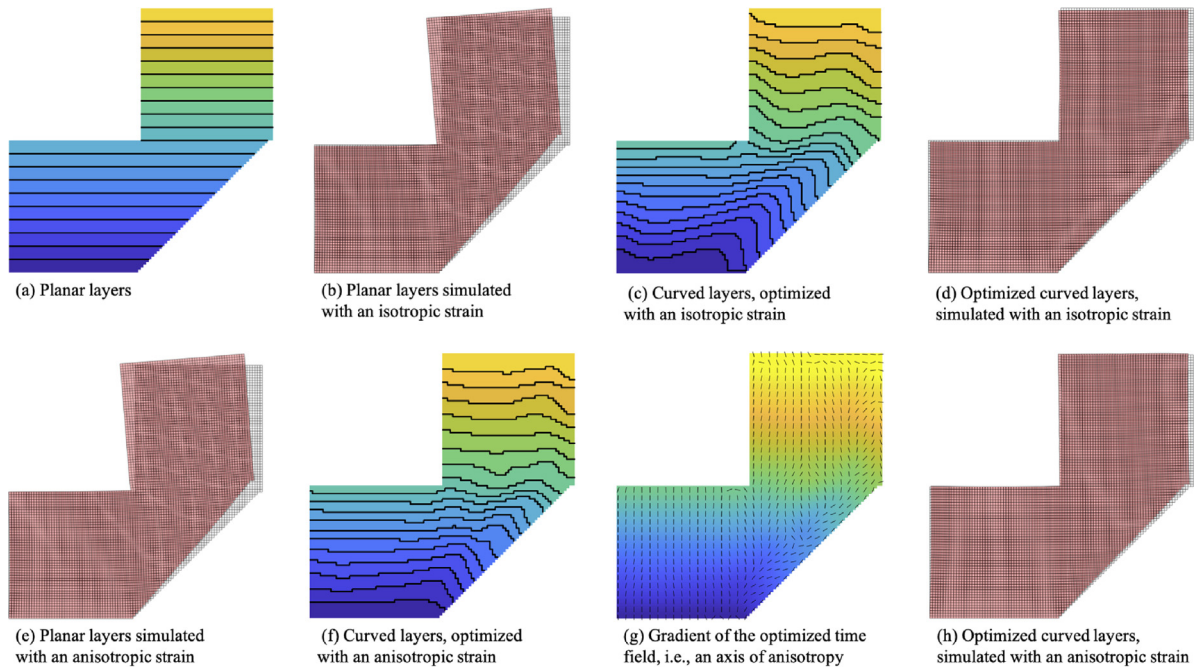 (a) Planar layers
(b) Planar layers simulated
with an isotropic strain
(c) Curved layers, optimized
with an isotropic strain
(d) Optimized curved layers,
simulated with an isotropic strain
(e) Planar layers simulated
with an anisotropic strain
(f) Curved layers, optimized
with an anisotropic strain
(g) Gradient of the optimized time
field, i.e., an axis of anisotropy
(h) Optimized curved layers,
simulated with an anisotropic strain